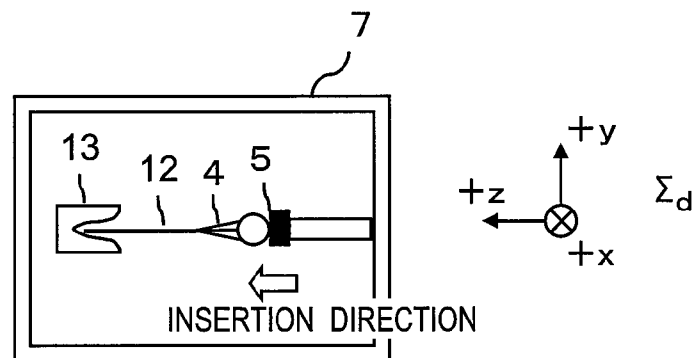 7
13
12
4
5
INSERTION DIRECTION
+y
+z
Σd
+x